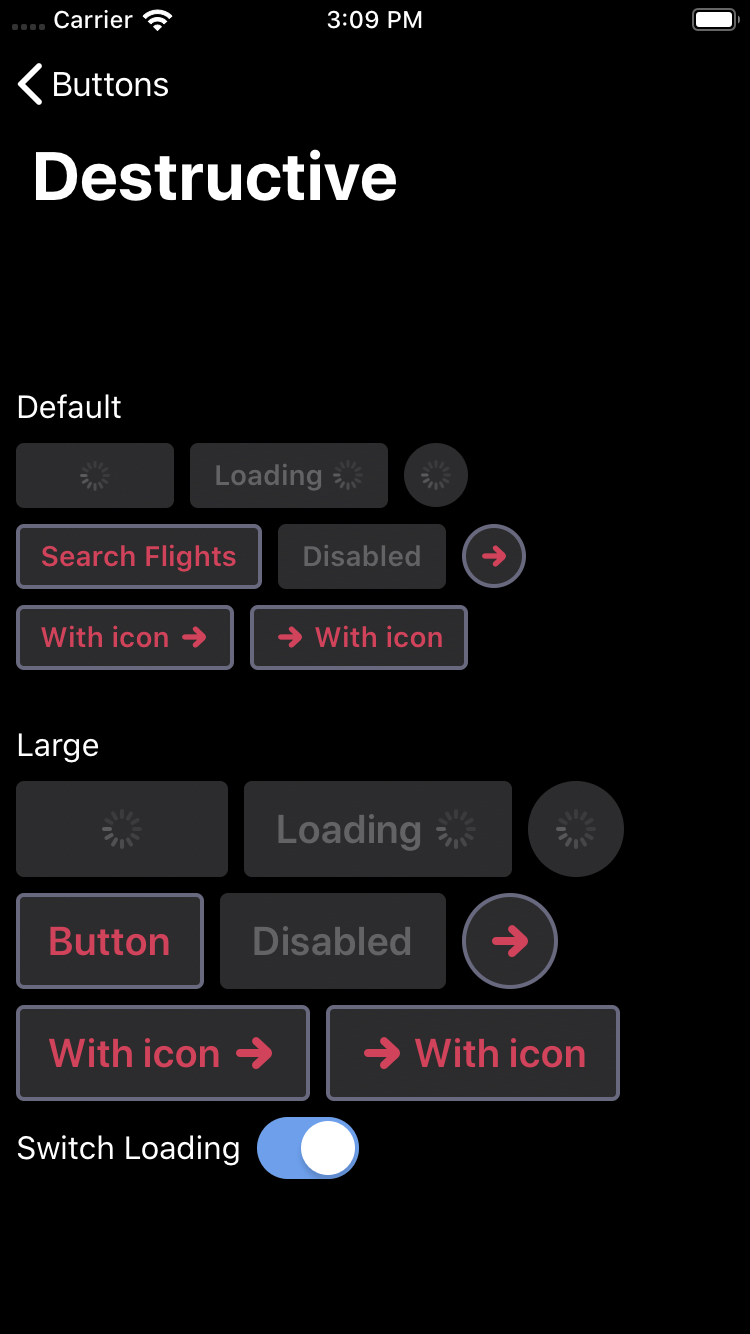 Carrier 3:09 PM
Buttons
Destructive
Default
Loading
Search Flights Disabled
With icon With icon
Large
Loading
Button Disabled
With icon With icon
Switch Loading